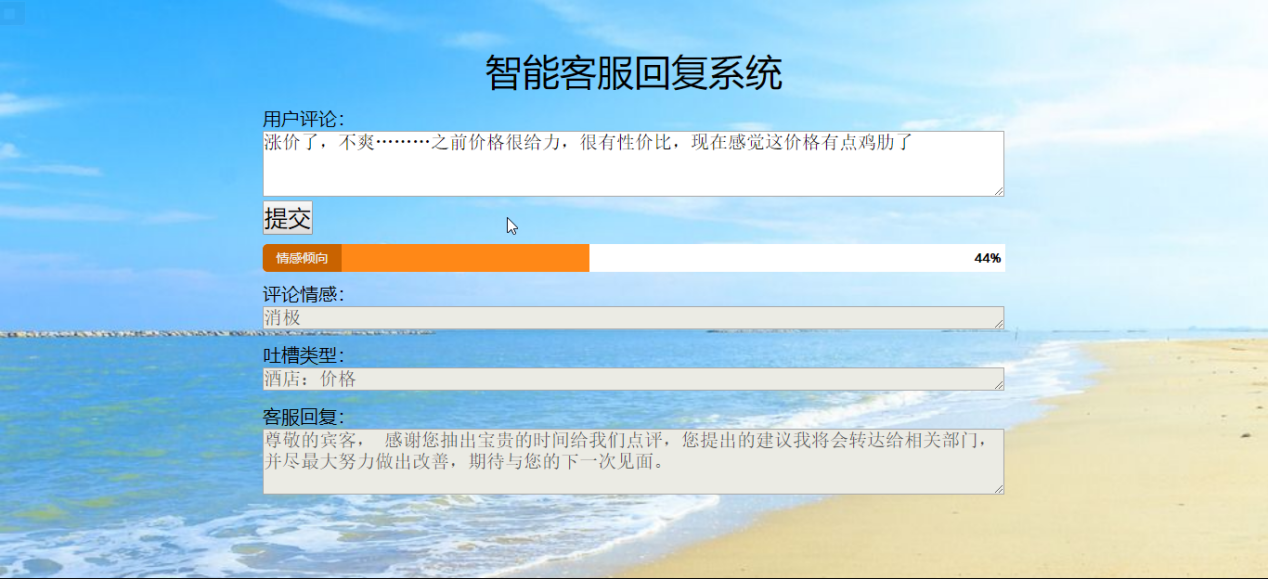 智能客服回复系统
用户评论:
涨价了，不爽………之前价格很给力，很有性价比，现在感觉这价格有点鸡肋了
提交
情感倾向 44%
评论情感:
消极
吐槽类型:
酒店：价格
客服回复:
尊敬的宾客， 感谢您抽出宝贵的时间给我们点评，您提出的建议我将会转达给相关部门，
并尽最大努力做出改善，期待与您的下一次见面。